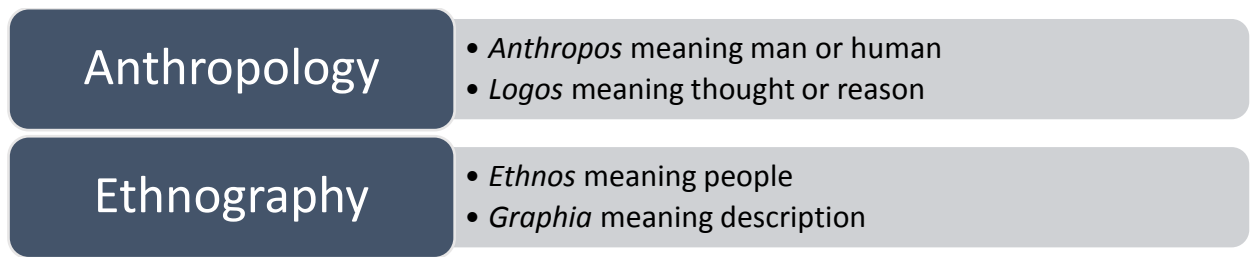 Anthropology
• Anthropos meaning man or human
• Logos meaning thought or reason
Ethnography
• Ethnos meaning people
• Graphia meaning description